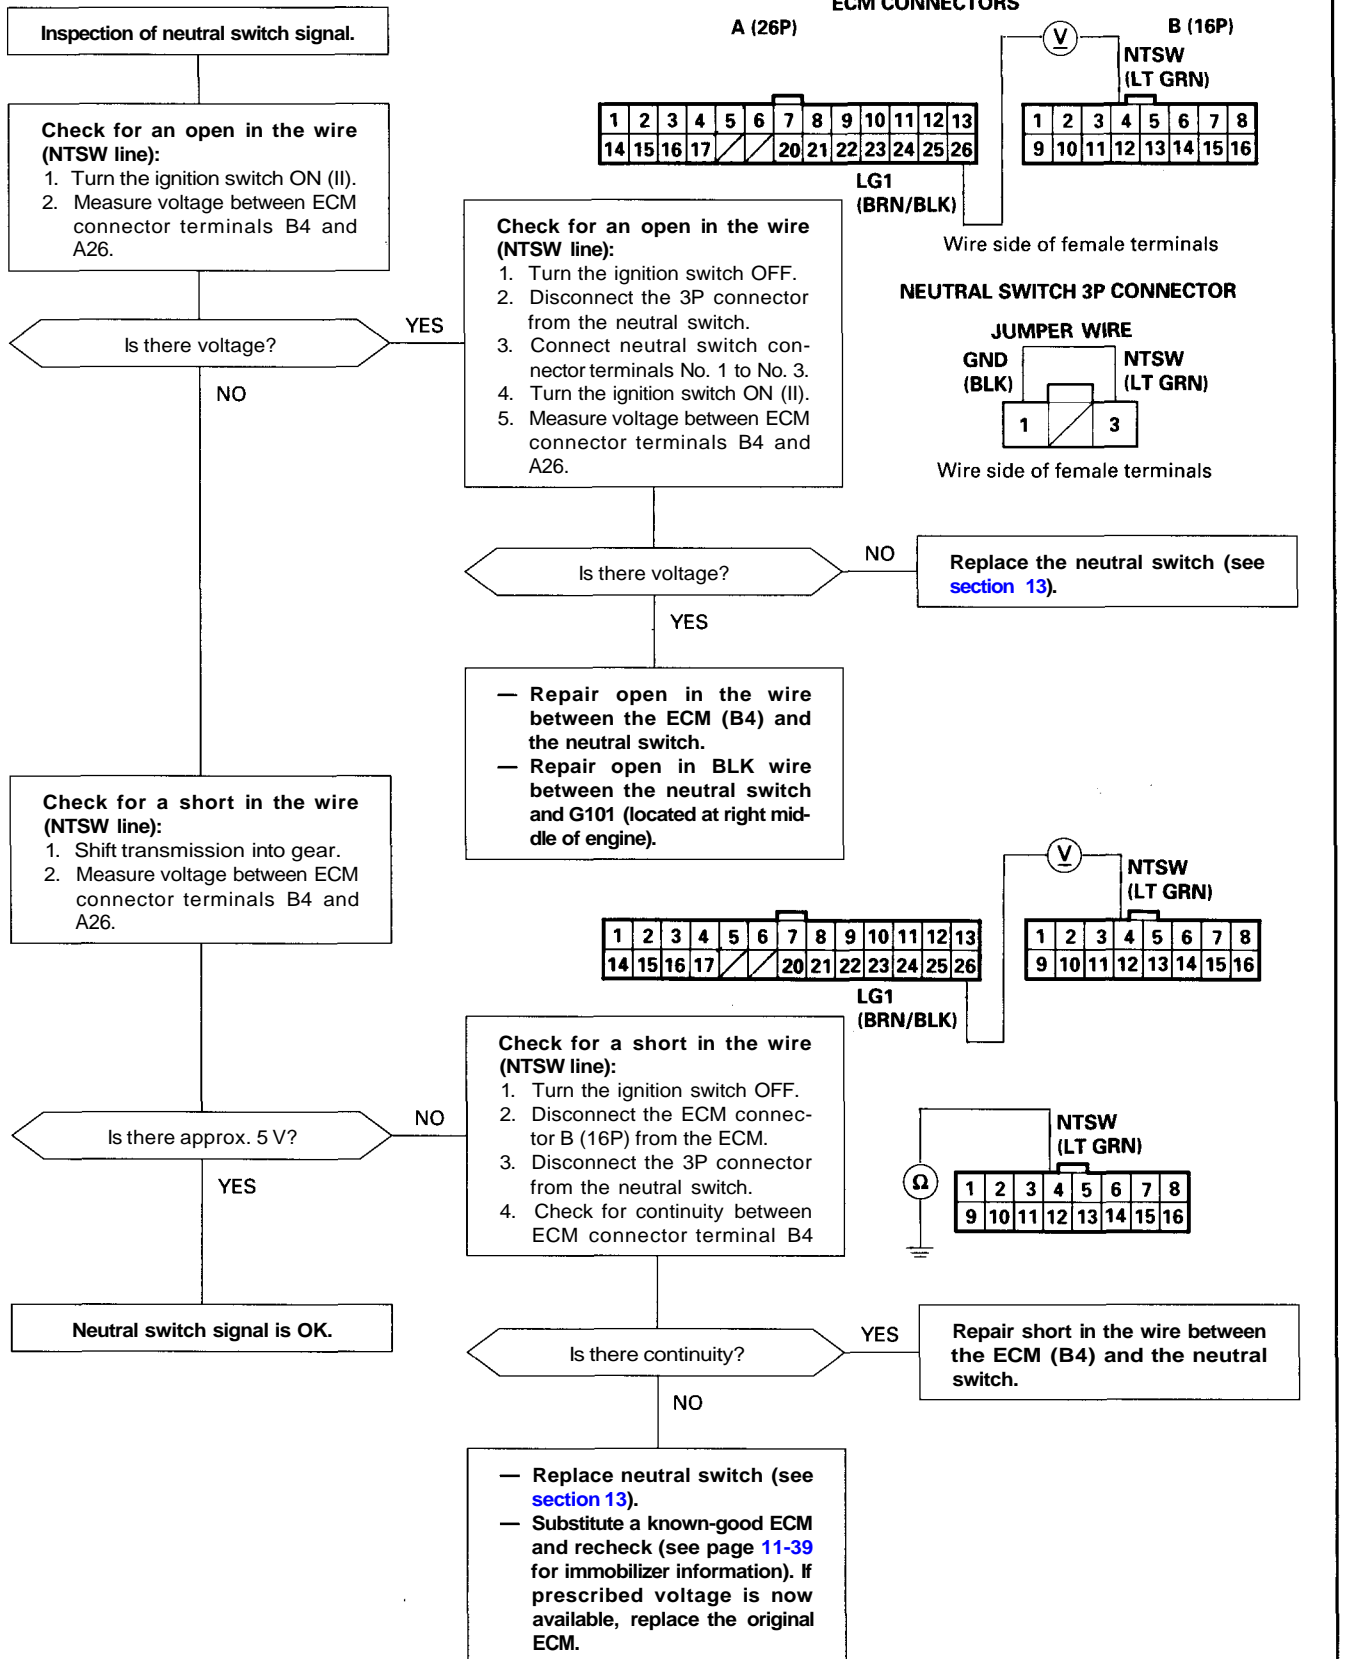 ECM CONNECTORS
A (26P)
B (16P)
Inspection of neutral switch signal.
V
NTSW
(LT GRN)
1 2 3 4 5 6 7 8 9 10 11 12 13
14 15 16 17 20 21 22 23 24 25 26
1 2 3 4 5 6 7 8
9 10 11 12 13 14 15 16
LG1
(BRN/BLK)
Wire side of female terminals
Check for an open in the wire
(NTSW line):
1. Turn the ignition switch ON (II).
2. Measure voltage between ECM
connector terminals B4 and
A26.
Is there voltage?
YES
NO
Check for an open in the wire
(NTSW line):
1. Turn the ignition switch OFF.
2. Disconnect the 3P connector
from the neutral switch.
3. Connect neutral switch con-
nector terminals No. 1 to No. 3.
4. Turn the ignition switch ON (II).
5. Measure voltage between ECM
connector terminals B4 and
A26.
NEUTRAL SWITCH 3P CONNECTOR
JUMPER WIRE
GND
(BLK)
NTSW
(LT GRN)
1 3
Wire side of female terminals
Is there voltage?
NO
Replace the neutral switch (see
section 13).
YES
— Repair open in the wire
between the ECM (B4) and
the neutral switch.
— Repair open in BLK wire
between the neutral switch
and G101 (located at right mid-
dle of engine).
Check for a short in the wire
(NTSW line):
1. Shift transmission into gear.
2. Measure voltage between ECM
connector terminals B4 and
A26.
V
NTSW
(LT GRN)
1 2 3 4 5 6 7 8 9 10 11 12 13
14 15 16 17 20 21 22 23 24 25 26
1 2 3 4 5 6 7 8
9 10 11 12 13 14 15 16
LG1
(BRN/BLK)
Is there approx. 5 V?
NO
YES
Check for a short in the wire
(NTSW line):
1. Turn the ignition switch OFF.
2. Disconnect the ECM connec-
tor B (16P) from the ECM.
3. Disconnect the 3P connector
from the neutral switch.
4. Check for continuity between
ECM connector terminal B4
NTSW
(LT GRN)
Ω
1 2 3 4 5 6 7 8
9 10 11 12 13 14 15 16
Neutral switch signal is OK.
Is there continuity?
YES
Repair short in the wire between
the ECM (B4) and the neutral
switch.
NO
— Replace neutral switch (see
section 13).
— Substitute a known-good ECM
and recheck (see page 11-39
for immobilizer information). If
prescribed voltage is now
available, replace the original
ECM.